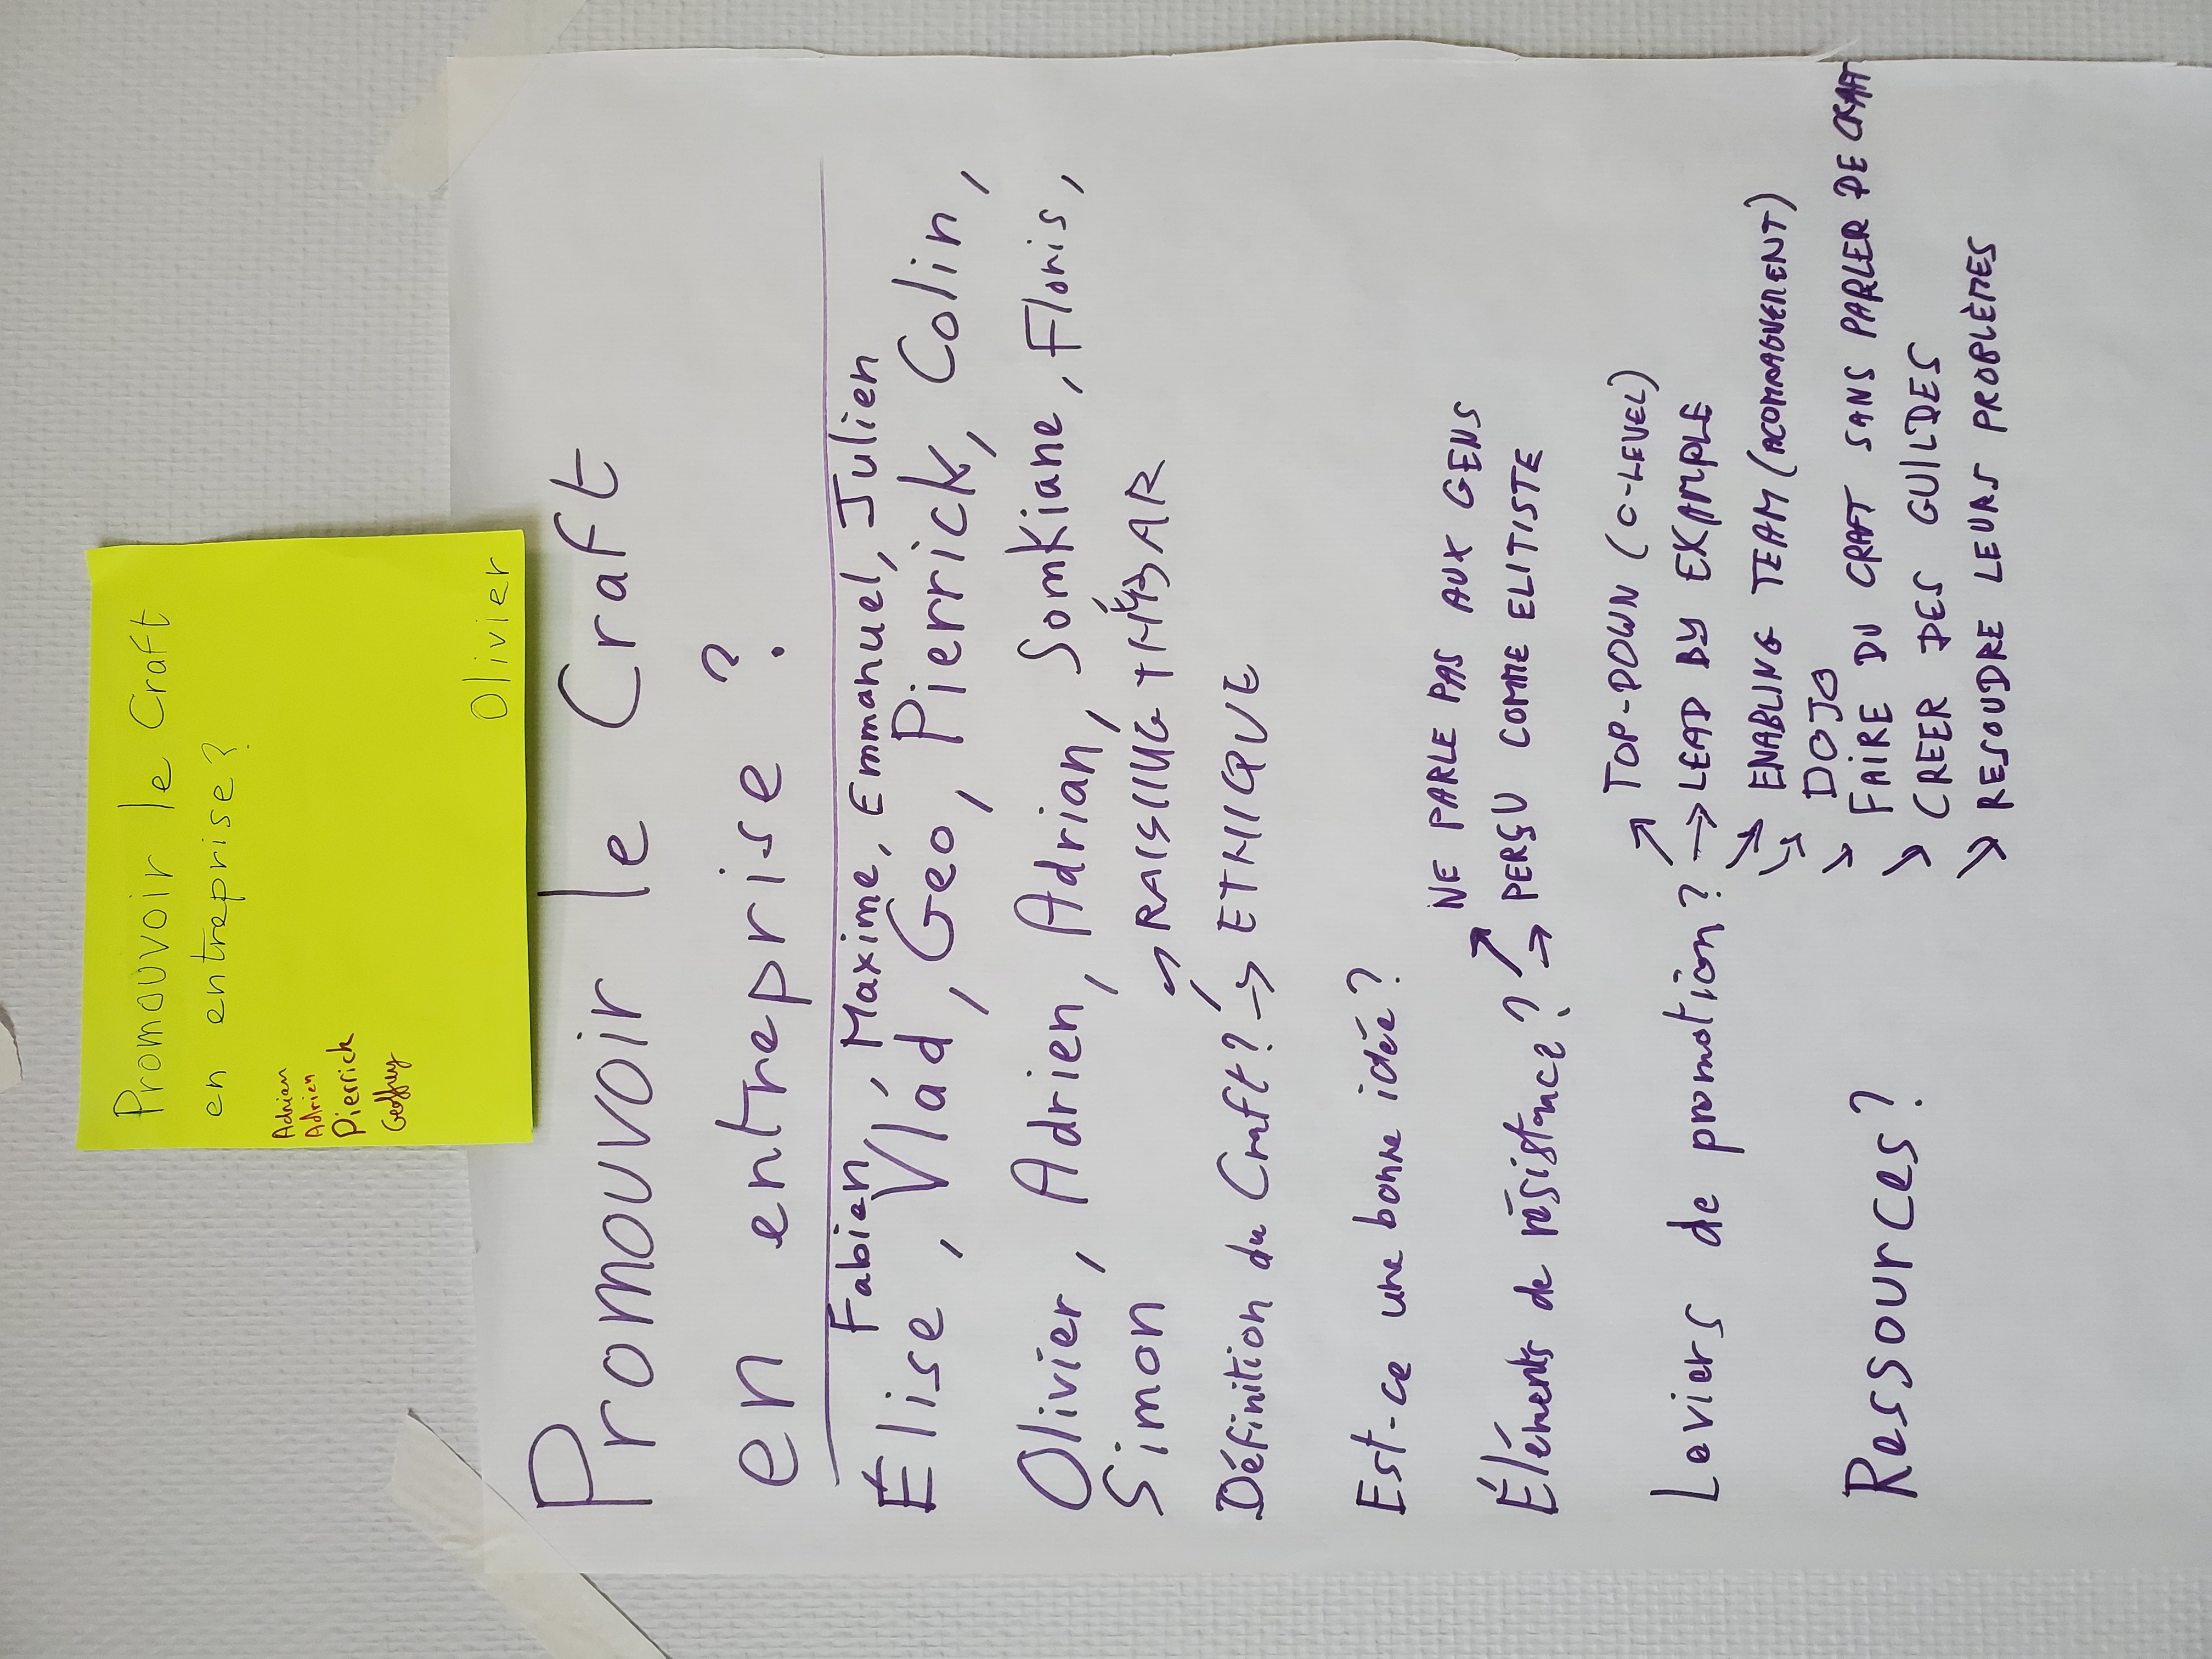 Promouvoir le Craft
en entreprise ?
Adrian
Adrien
Pierrick
Geoffrey
Olivier
Promouvoir le Craft
en entreprise ?
Fabien, , Maxime, Emmanuel, Julien
Élise, Vlad, Geo, Pierrick, Colin,
Olivier, Adrien, Adrian, Somkiane, Floris,
Simon
→ RAISIING THE BAR
Définition du Craft ? → ETHIQUE
Est-ce une bonne idée ?
→ NE PARLE PAS AUX GENS
Éléments de résistance ? → PERÇU COMME ELITISTE
→ TOP-DOWN (C-LEVEL)
Leviers de promotion ? → LEAD BY EXAMPLE
→ ENABLING TEAM (ACOMPAGNEMENT)
→ DOJO
→ FAIRE DU CRAFT SANS PARLER DE CRAFT
Ressources ?
→ CREER DES GUILDES
→ RESOUDRE LEURS PROBLÈMES